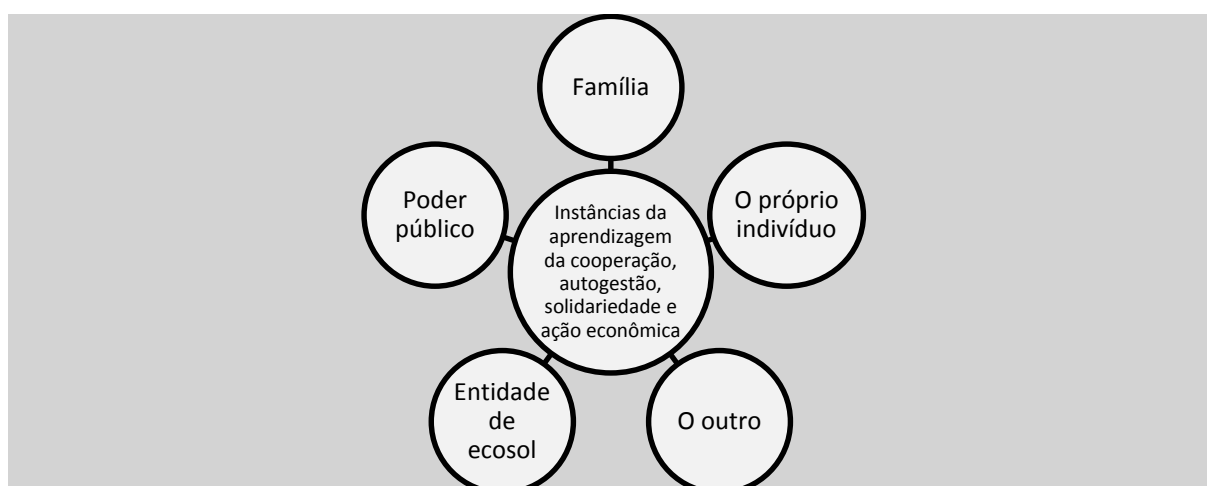 Família
Poder
público
O próprio
indivíduo
Instâncias da
aprendizagem
da cooperação,
autogestão,
solidariedade e
ação econômica
Entidade
de
ecosol
O outro